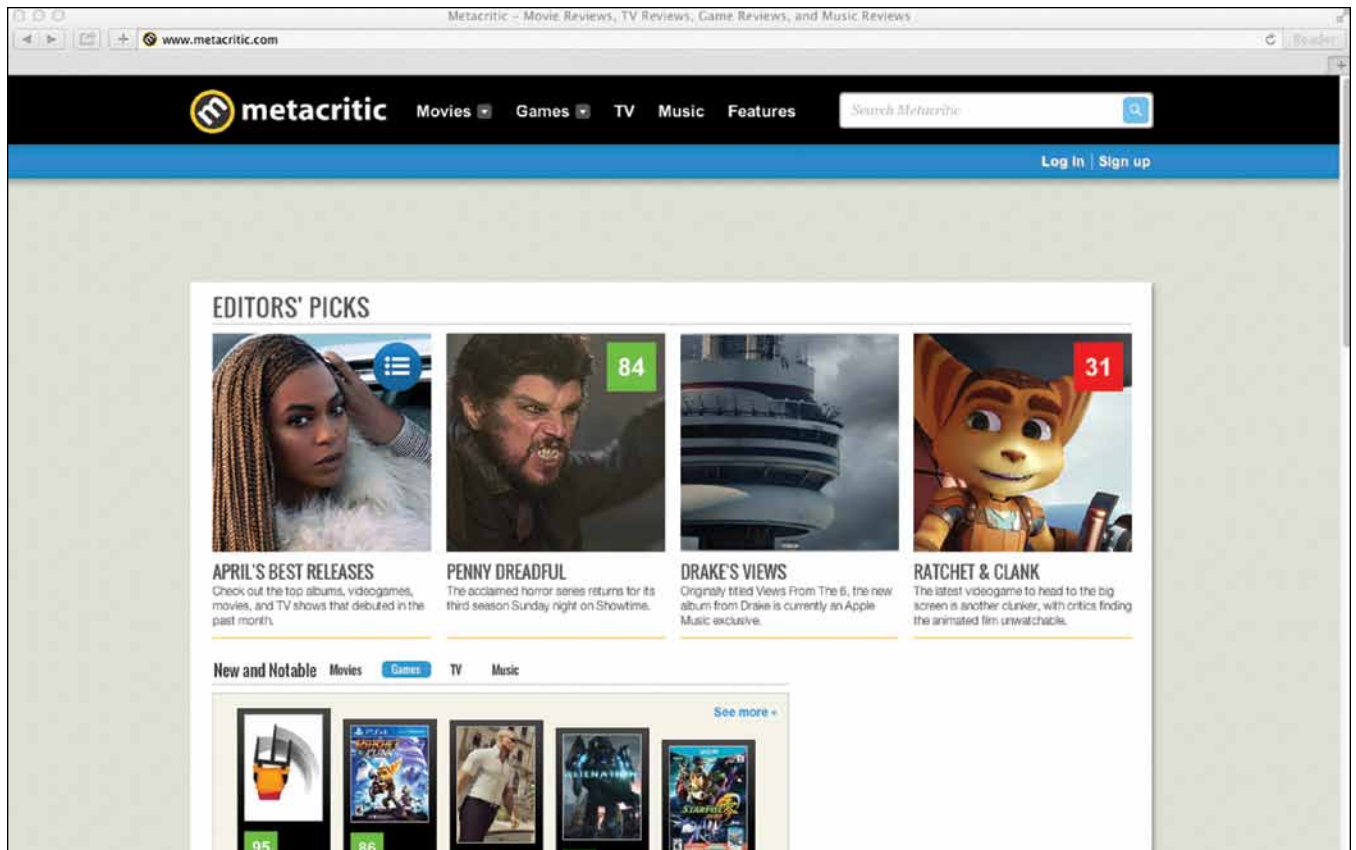 Metacritic – Movie Reviews, TV Reviews, Game Reviews, and Music Reviews
www.metacritic.com
Reader
metacritic Movies Games TV Music Features Search Metacritic
Log in | Sign up
EDITORS' PICKS
84
31
APRIL'S BEST RELEASES
Check out the top albums, videogames,
movies, and TV shows that debuted in the
past month.
PENNY DREADFUL
The acclaimed horror series returns for its
third season Sunday night on Showtime.
DRAKE'S VIEWS
Originally titled Views From The 6, the new
album from Drake is currently an Apple
Music exclusive.
RATCHET & CLANK
The latest videogame to head to the big
screen is another clunker, with critics finding
the animated film unwatchable.
New and Notable Movies Games TV Music
See more »
PS4
RATCHET
CLANK
ALIENATION
STARFOX
95
86